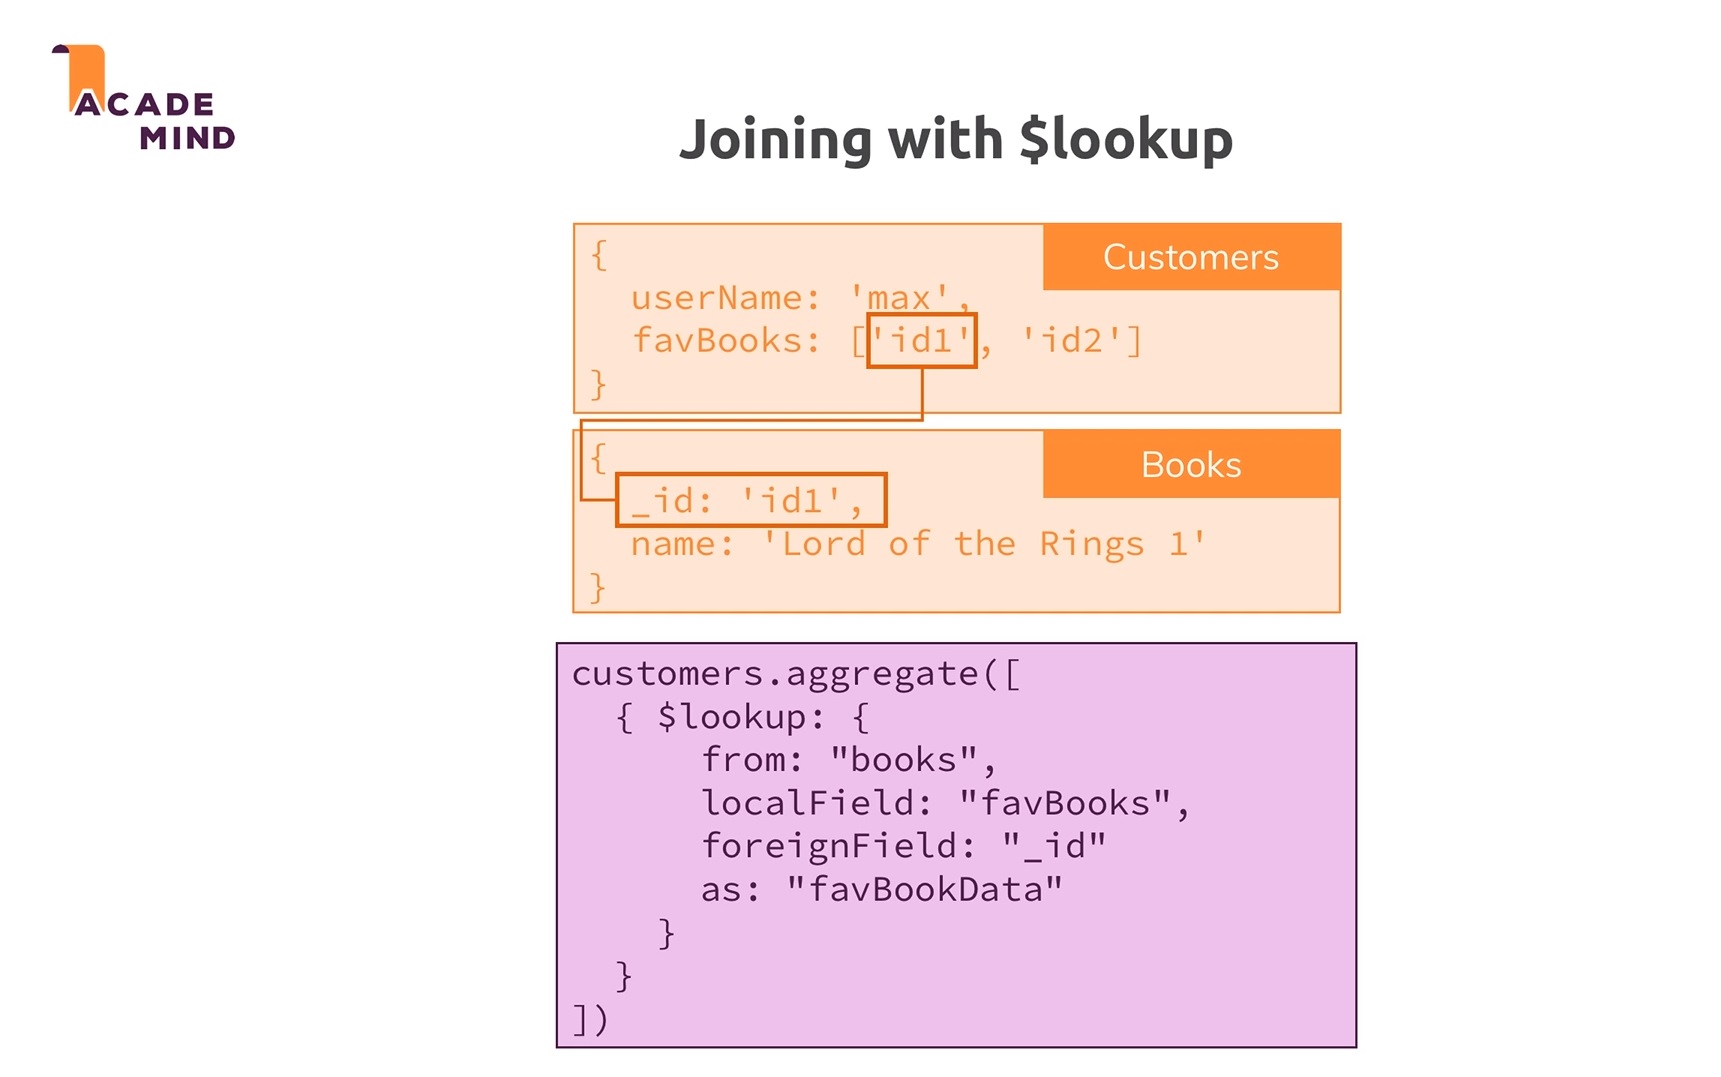 ACADE
MIND
Joining with $lookup
Customers
{
userName: 'max',
favBooks: ['id1', 'id2']
}
Books
{
_id: 'id1',
name: 'Lord of the Rings 1'
}
customers.aggregate([
{ $lookup: {
from: "books",
localField: "favBooks",
foreignField: "_id"
as: "favBookData"
}
}
])